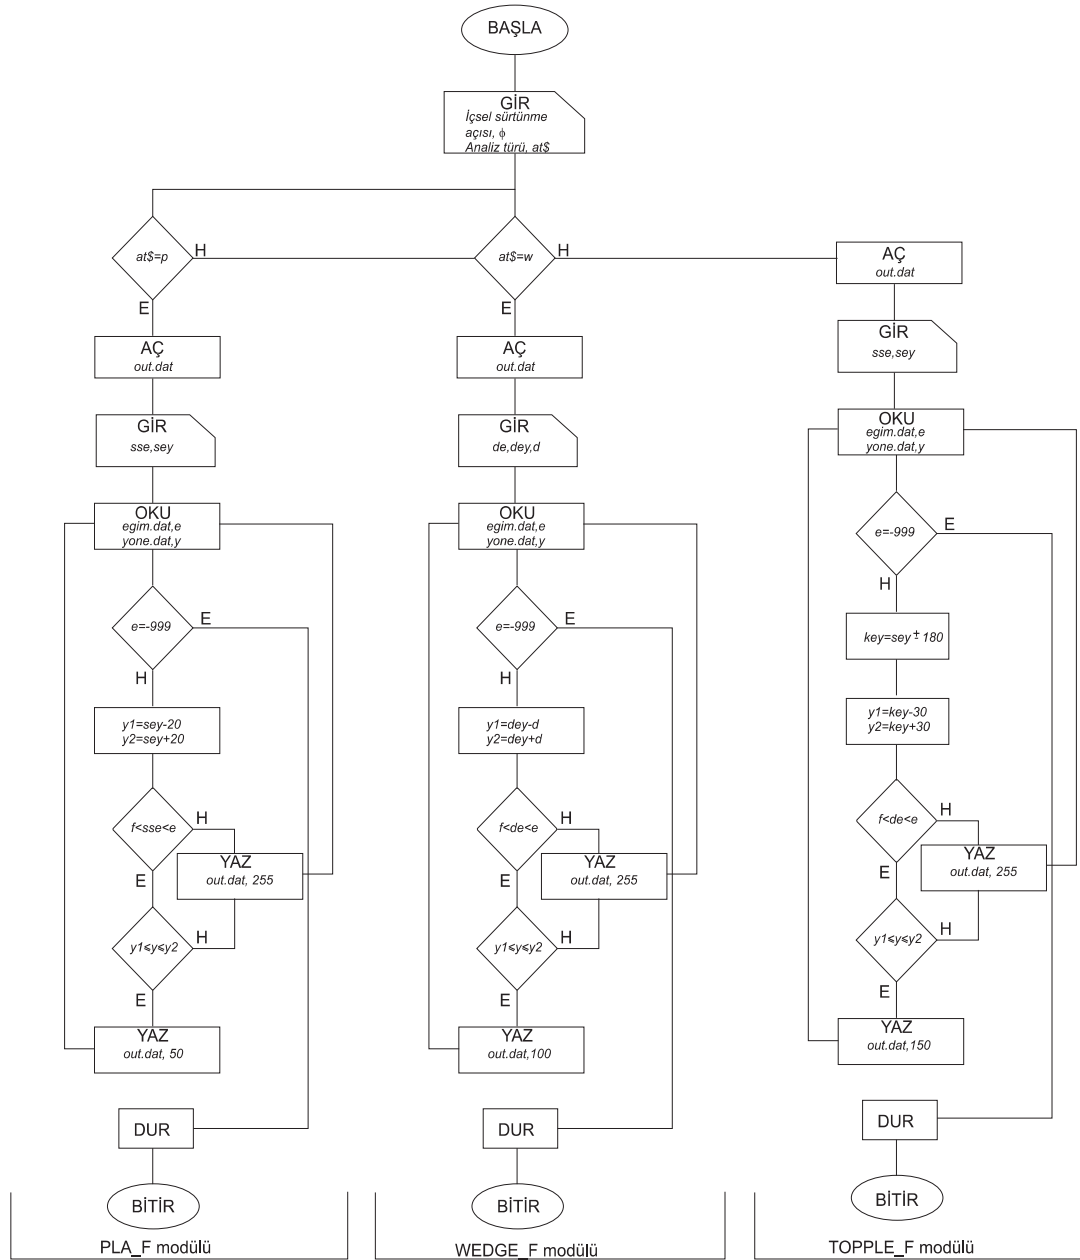 BAŞLA
GİR
İçsel sürtünme
açısı, ϕ
Analiz türü, at$
at$=p
H
E
AÇ
out.dat
GİR
sse,sey
OKU
egim.dat,e
yone.dat,y
e=-999
E
H
y1=sey-20
y2=sey+20
f<sse<e
H
E
YAZ
out.dat, 255
y1≤y≤y2
H
E
YAZ
out.dat, 50
DUR
BİTİR
PLA_F modülü
at$=w
H
E
AÇ
out.dat
GİR
de,dey,d
OKU
egim.dat,e
yone.dat,y
e=-999
E
H
y1=dey-d
y2=dey+d
f<de<e
H
E
YAZ
out.dat, 255
y1≤y≤y2
H
E
YAZ
out.dat,100
DUR
BİTİR
WEDGE_F modülü
AÇ
out.dat
GİR
sse,sey
OKU
egim.dat,e
yone.dat,y
e=-999
E
H
key=sey ± 180
y1=key-30
y2=key+30
f<de<e
H
E
YAZ
out.dat, 255
y1≤y≤y2
H
E
YAZ
out.dat,150
DUR
BİTİR
TOPPLE_F modülü